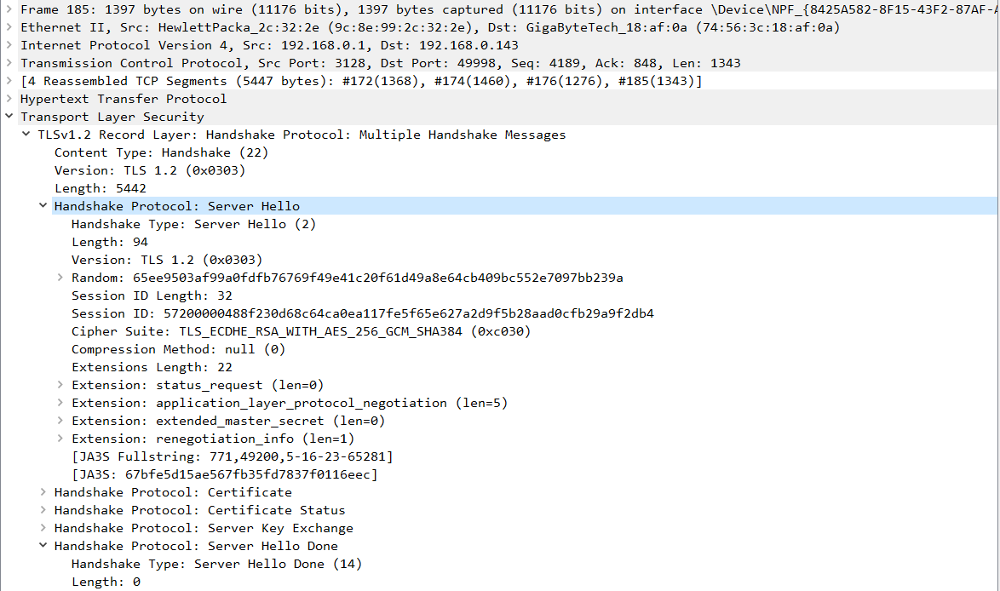 Frame 185: 1397 bytes on wire (11176 bits), 1397 bytes captured (11176 bits) on interface \Device\NPF_{8425A582-8F15-43F2-87AF-A
Ethernet II, Src: HewlettPacka_2c:32:2e (9c:8e:99:2c:32:2e), Dst: GigaByteTech_18:af:0a (74:56:3c:18:af:0a)
Internet Protocol Version 4, Src: 192.168.0.1, Dst: 192.168.0.143
Transmission Control Protocol, Src Port: 3128, Dst Port: 49998, Seq: 4189, Ack: 848, Len: 1343
[4 Reassembled TCP Segments (5447 bytes): #172(1368), #174(1460), #176(1276), #185(1343)]
Hypertext Transfer Protocol
Transport Layer Security
TLSv1.2 Record Layer: Handshake Protocol: Multiple Handshake Messages
Content Type: Handshake (22)
Version: TLS 1.2 (0x0303)
Length: 5442
Handshake Protocol: Server Hello
Handshake Type: Server Hello (2)
Length: 94
Version: TLS 1.2 (0x0303)
Random: 65ee9503af99a0fdfb76769f49e41c20f61d49a8e64cb409bc552e7097bb239a
Session ID Length: 32
Session ID: 57200000488f230d68c64ca0ea117fe5f65e627a2d9f5b28aad0cfb29a9f2db4
Cipher Suite: TLS_ECDHE_RSA_WITH_AES_256_GCM_SHA384 (0xc030)
Compression Method: null (0)
Extensions Length: 22
Extension: status_request (len=0)
Extension: application_layer_protocol_negotiation (len=5)
Extension: extended_master_secret (len=0)
Extension: renegotiation_info (len=1)
[JA3S Fullstring: 771,49200,5-16-23-65281]
[JA3S: 67bfe5d15ae567fb35fd7837f0116eec]
Handshake Protocol: Certificate
Handshake Protocol: Certificate Status
Handshake Protocol: Server Key Exchange
Handshake Protocol: Server Hello Done
Handshake Type: Server Hello Done (14)
Length: 0